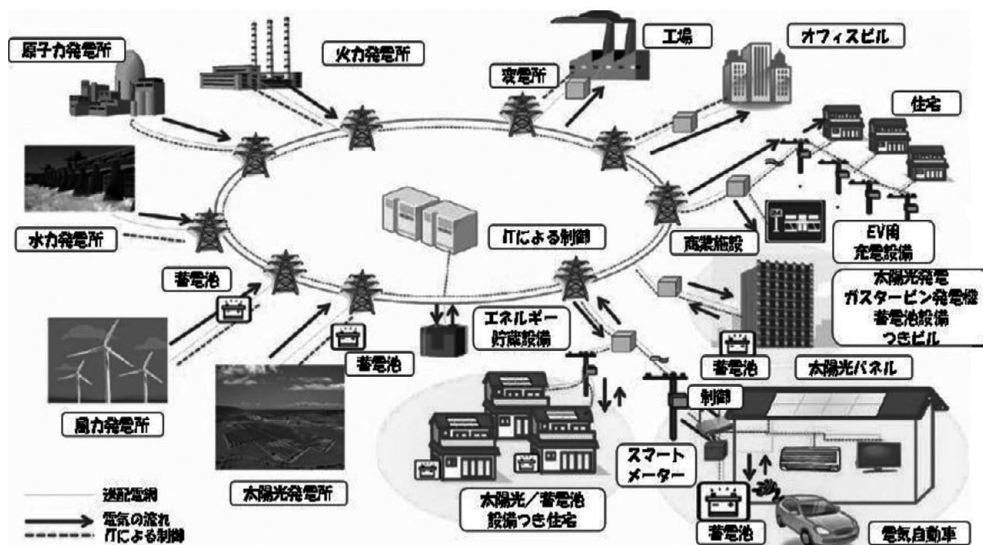 原子力発電所
火力発電所
変電所
工場
オフィスビル
住宅
水力発電所
蓄電池
ITによる制御
商業施設
EV用
充電設備
風力発電所
太陽光発電所
蓄電池
エネルギー
貯蔵設備
太陽光発電
ガスタービン発電機
蓄電池設備
つきビル
蓄電池
太陽光パネル
制御
スマート
メーター
太陽光/蓄電池
設備つき住宅
蓄電池
電気自動車
送配電網
電気の流れ
ITによる制御